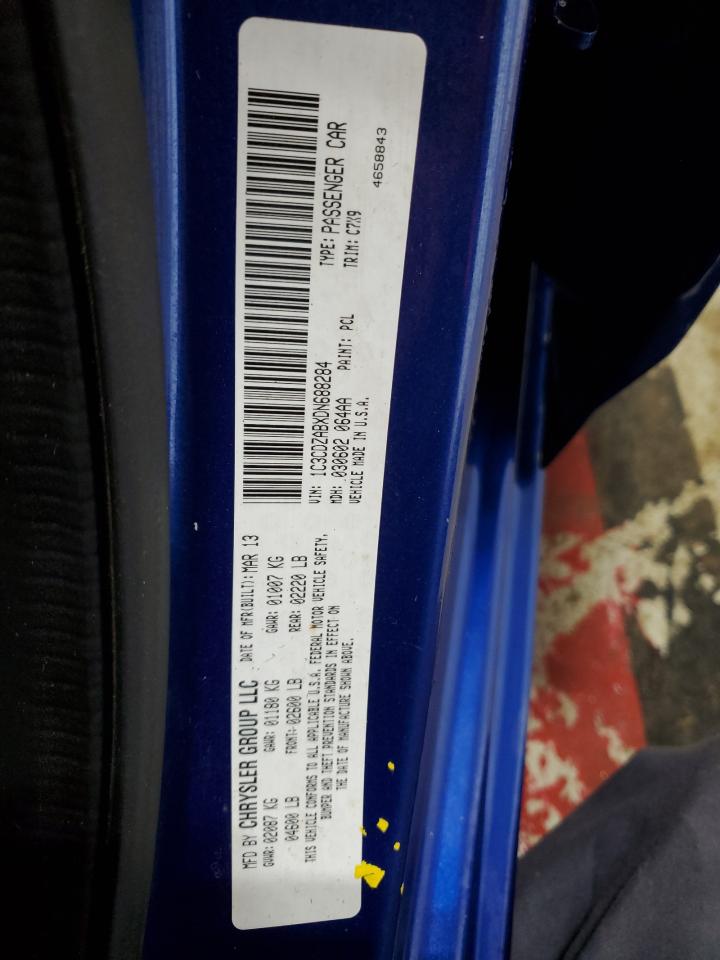 MFD BY CHRYSLER GROUP LLC DATE OF MFR(BUILT): MAR 13
GVWR: 02087 KG GAWR: 01180 KG GAWR: 01007 KG
04600 LB FRONT: 02600 LB REAR: 02220 LB
THIS VEHICLE CONFORMS TO ALL APPLICABLE U.S.A. FEDERAL MOTOR VEHICLE SAFETY,
BUMPER AND THEFT PREVENTION STANDARDS IN EFFECT ON
THE DATE OF MANUFACTURE SHOWN ABOVE.
VIN: 1C3CDZABXDN688284 TYPE: PASSENGER CAR
MDH: 030602 064AA PAINT: PCL TRIM: C7X9
VEHICLE MADE IN U.S.A.
4658843